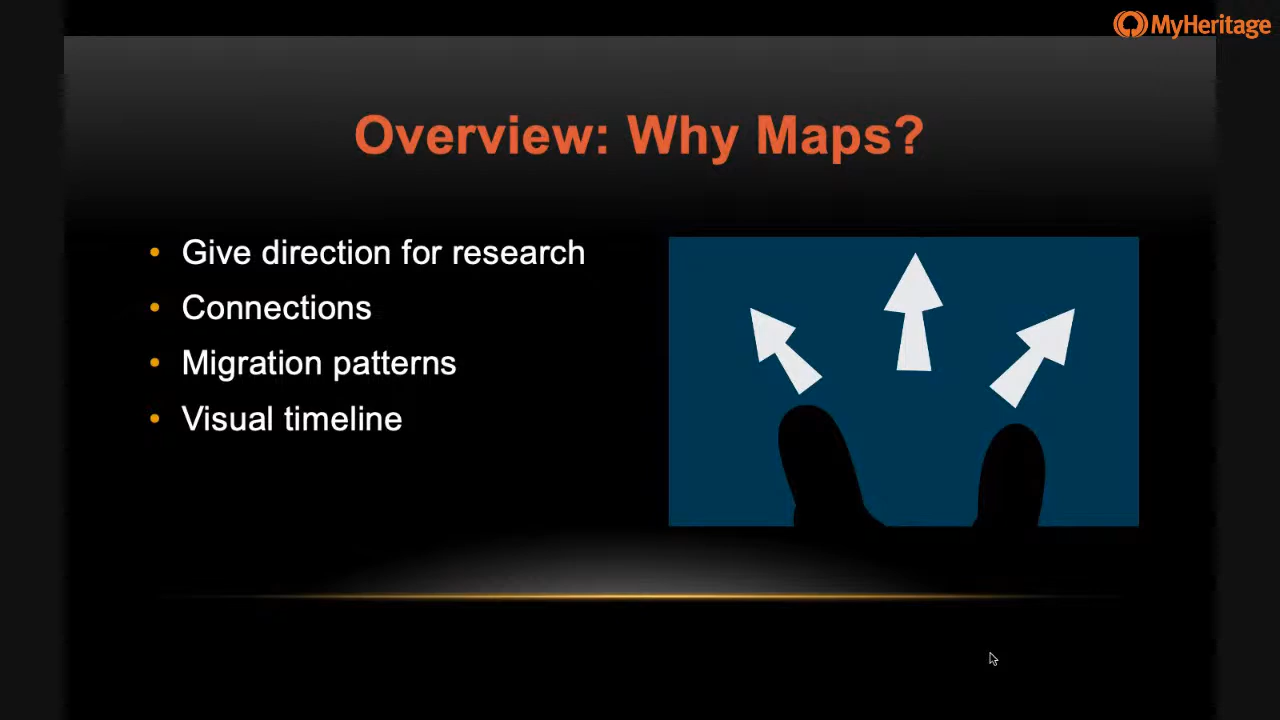 MyHeritage
Overview: Why Maps?
• Give direction for research
• Connections
• Migration patterns
• Visual timeline